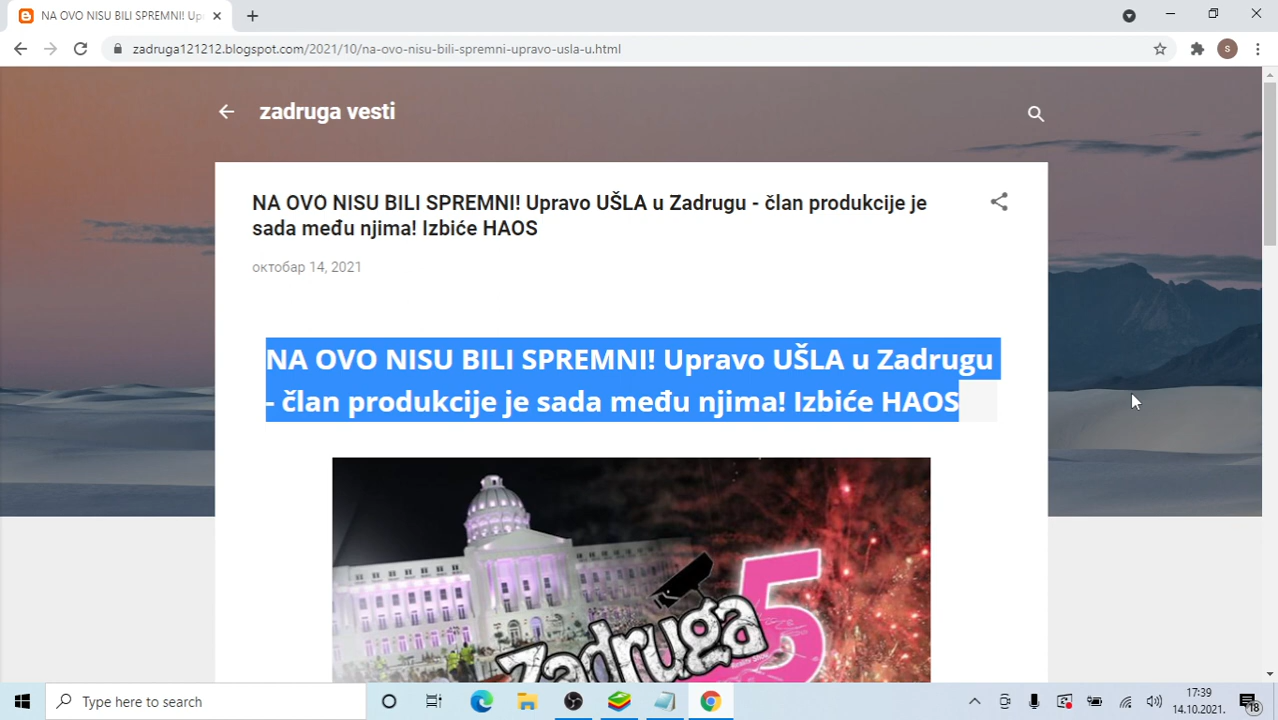 NA OVO NISU BILI SPREMNI! Up
zadruga121212.blogspot.com/2021/10/na-ovo-nisu-bili-spremni-upravo-usla-u.html
S
zadruga vesti
NA OVO NISU BILI SPREMNI! Upravo UŠLA u Zadrugu - član produkcije je
sada među njima! Izbiće HAOS
октобар 14, 2021
NA OVO NISU BILI SPREMNI! Upravo UŠLA u Zadrugu
- član produkcije je sada među njima! Izbiće HAOS
Zadruga 5
Type here to search
17:39
14.10.2021.
18